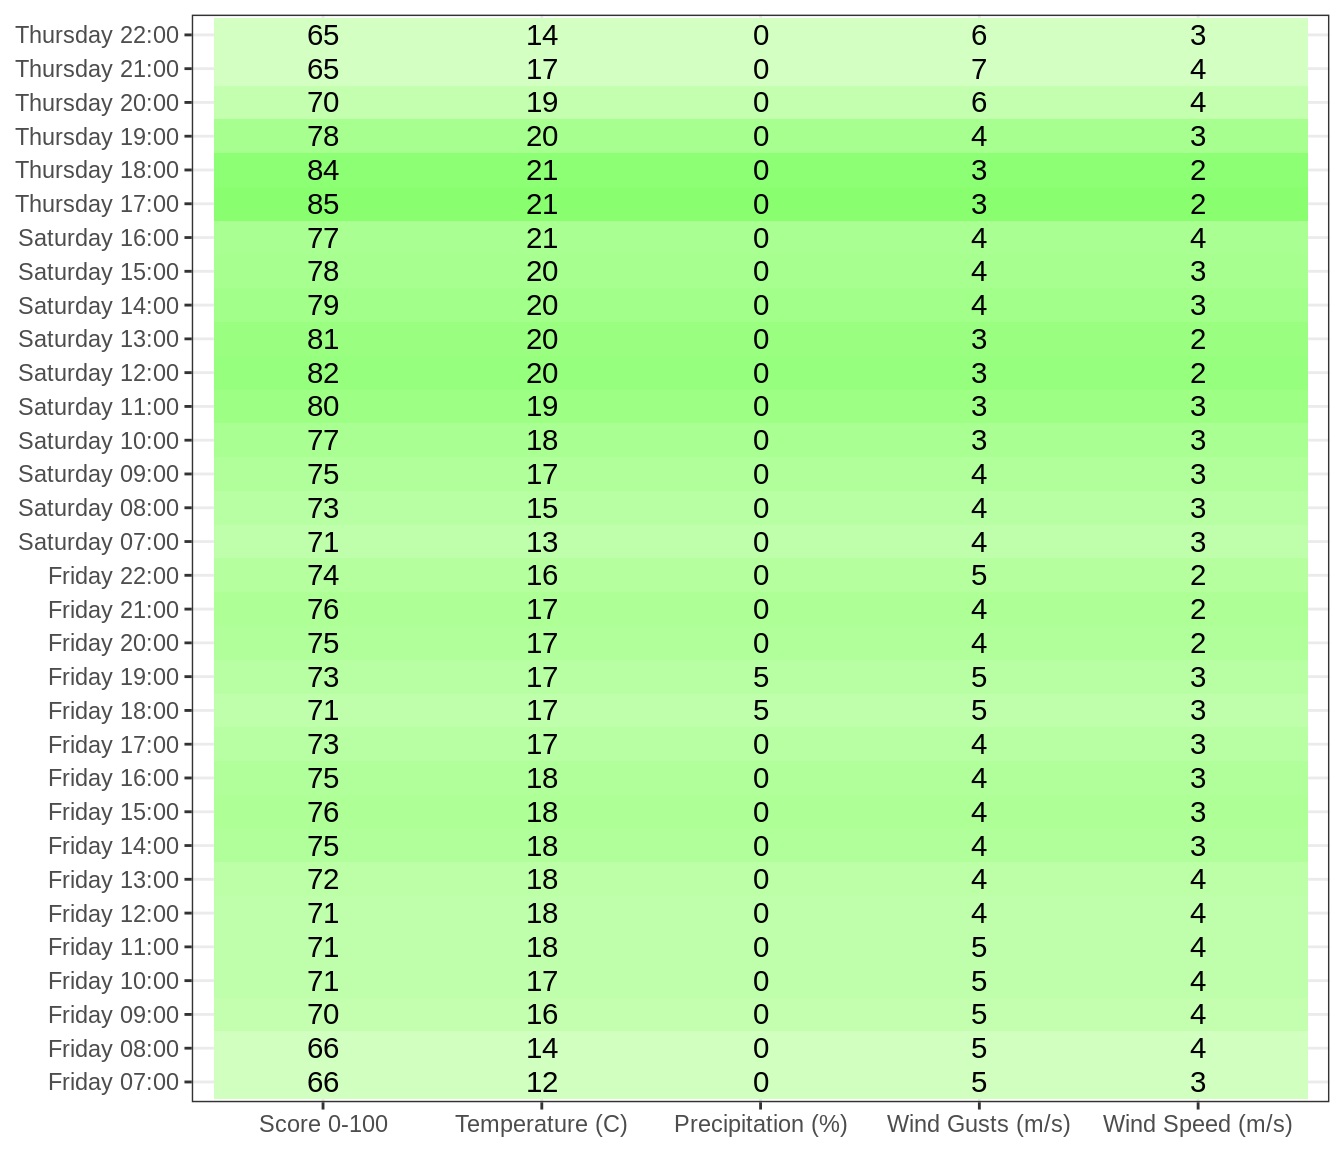 Thursday 22:00 65 14 0 6 3
Thursday 21:00 65 17 0 7 4
Thursday 20:00 70 19 0 6 4
Thursday 19:00 78 20 0 4 3
Thursday 18:00 84 21 0 3 2
Thursday 17:00 85 21 0 3 2
Saturday 16:00 77 21 0 4 4
Saturday 15:00 78 20 0 4 3
Saturday 14:00 79 20 0 4 3
Saturday 13:00 81 20 0 3 2
Saturday 12:00 82 20 0 3 2
Saturday 11:00 80 19 0 3 3
Saturday 10:00 77 18 0 3 3
Saturday 09:00 75 17 0 4 3
Saturday 08:00 73 15 0 4 3
Saturday 07:00 71 13 0 4 3
Friday 22:00 74 16 0 5 2
Friday 21:00 76 17 0 4 2
Friday 20:00 75 17 0 4 2
Friday 19:00 73 17 5 5 3
Friday 18:00 71 17 5 5 3
Friday 17:00 73 17 0 4 3
Friday 16:00 75 18 0 4 3
Friday 15:00 76 18 0 4 3
Friday 14:00 75 18 0 4 3
Friday 13:00 72 18 0 4 4
Friday 12:00 71 18 0 4 4
Friday 11:00 71 18 0 5 4
Friday 10:00 71 17 0 5 4
Friday 09:00 70 16 0 5 4
Friday 08:00 66 14 0 5 4
Friday 07:00 66 12 0 5 3
Score 0-100 Temperature (C) Precipitation (%) Wind Gusts (m/s) Wind Speed (m/s)